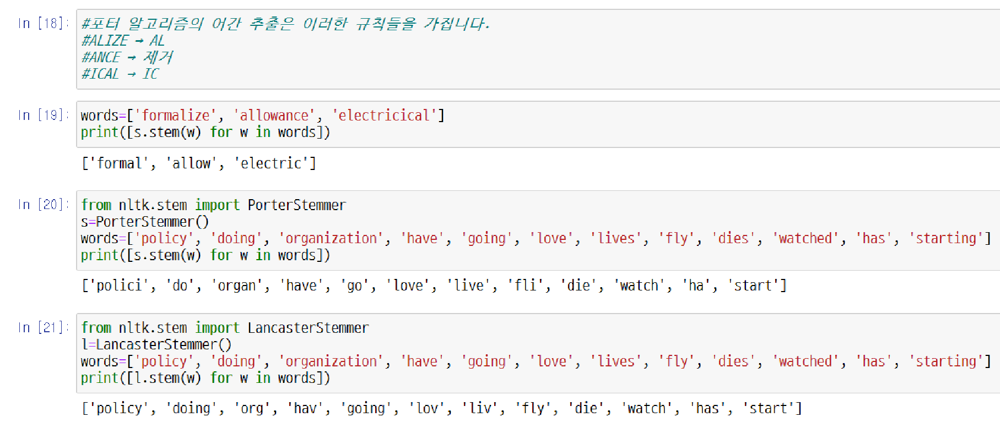 In [18]: #포터 알고리즘의 어간 추출은 이러한 규칙들을 가집니다.
#ALIZE → AL
#ANCE → 제거
#ICAL → IC
In [19]: words=['formalize', 'allowance', 'electricical']
print([s.stem(w) for w in words])
['formal', 'allow', 'electric']
In [20]: from nltk.stem import PorterStemmer
s=PorterStemmer()
words=['policy', 'doing', 'organization', 'have', 'going', 'love', 'lives', 'fly', 'dies', 'watched', 'has', 'starting']
print([s.stem(w) for w in words])
['polici', 'do', 'organ', 'have', 'go', 'love', 'live', 'fli', 'die', 'watch', 'ha', 'start']
In [21]: from nltk.stem import LancasterStemmer
l=LancasterStemmer()
words=['policy', 'doing', 'organization', 'have', 'going', 'love', 'lives', 'fly', 'dies', 'watched', 'has', 'starting']
print([l.stem(w) for w in words])
['policy', 'doing', 'org', 'hav', 'going', 'lov', 'liv', 'fly', 'die', 'watch', 'has', 'start']